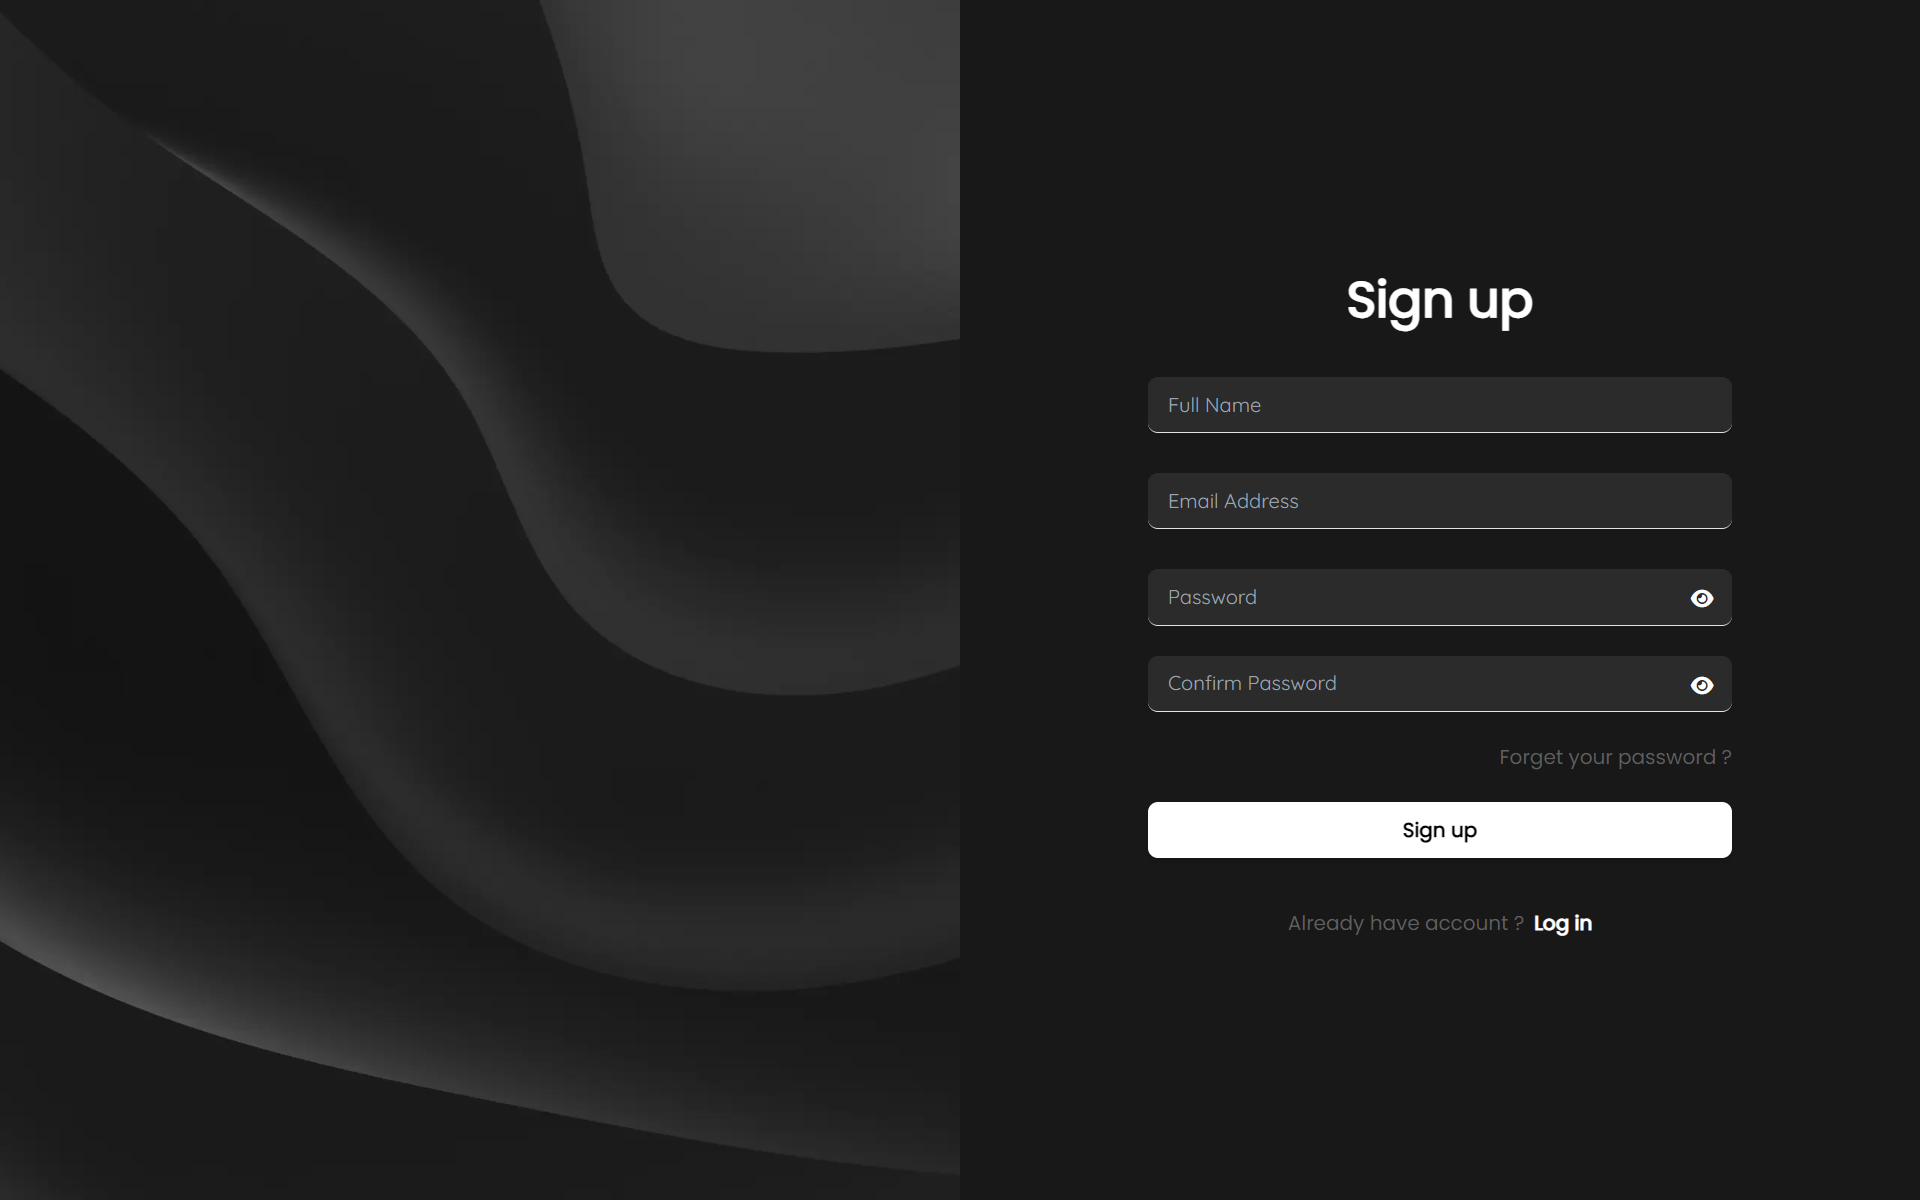 Sign up
Full Name
Email Address
Password
Confirm Password
Forget your password ?
Sign up
Already have account ? Log in